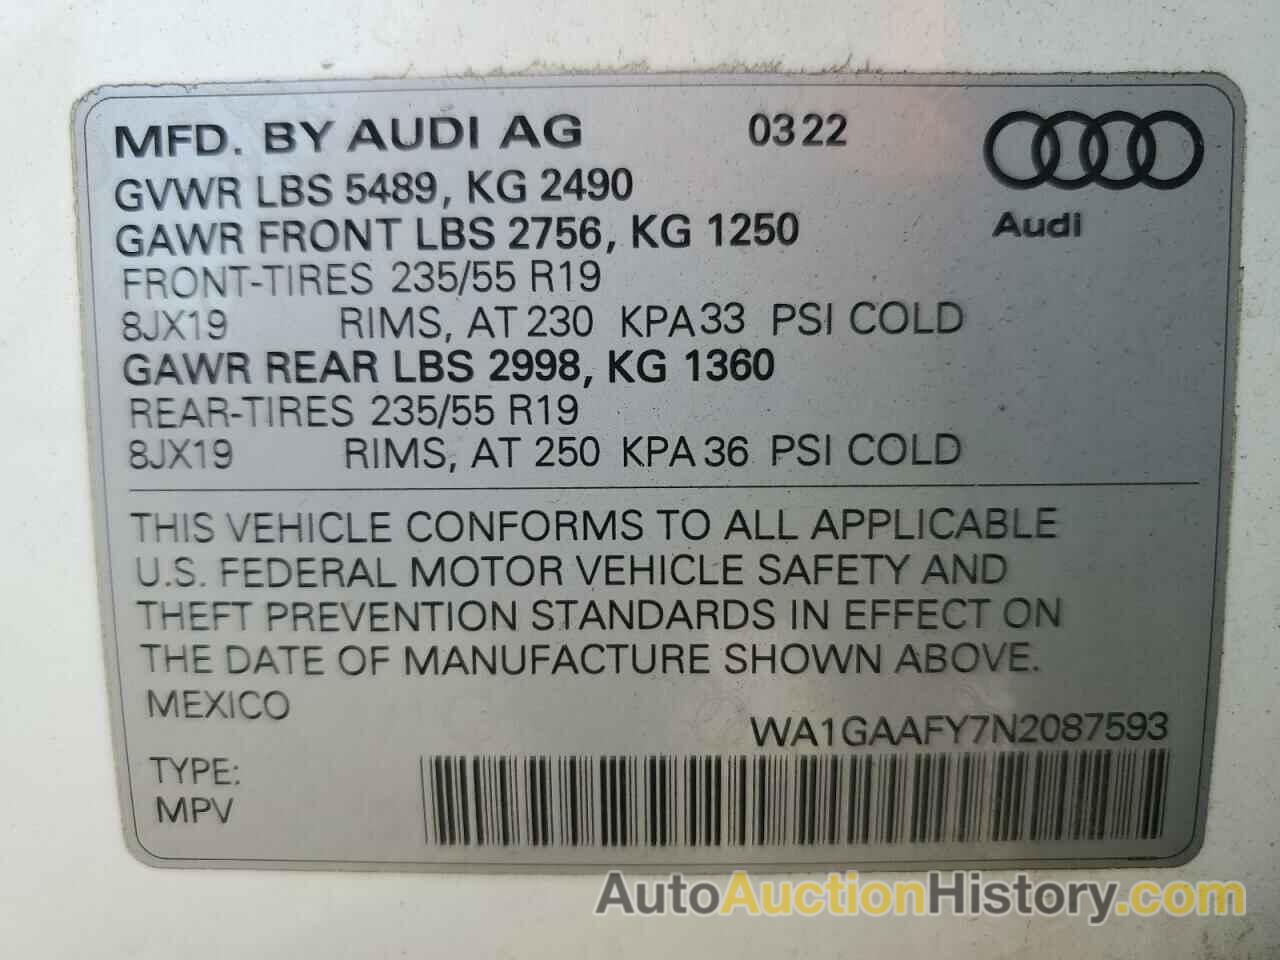 MFD. BY AUDI AG 0322
GVWR LBS 5489, KG 2490
GAWR FRONT LBS 2756, KG 1250
Audi
FRONT-TIRES 235/55 R19
8JX19 RIMS, AT 230 KPA 33 PSI COLD
GAWR REAR LBS 2998, KG 1360
REAR-TIRES 235/55 R19
8JX19 RIMS, AT 250 KPA 36 PSI COLD
THIS VEHICLE CONFORMS TO ALL APPLICABLE
U.S. FEDERAL MOTOR VEHICLE SAFETY AND
THEFT PREVENTION STANDARDS IN EFFECT ON
THE DATE OF MANUFACTURE SHOWN ABOVE.
MEXICO
WA1GAAFY7N2087593
TYPE:
MPV
AutoAuctionHistory.com